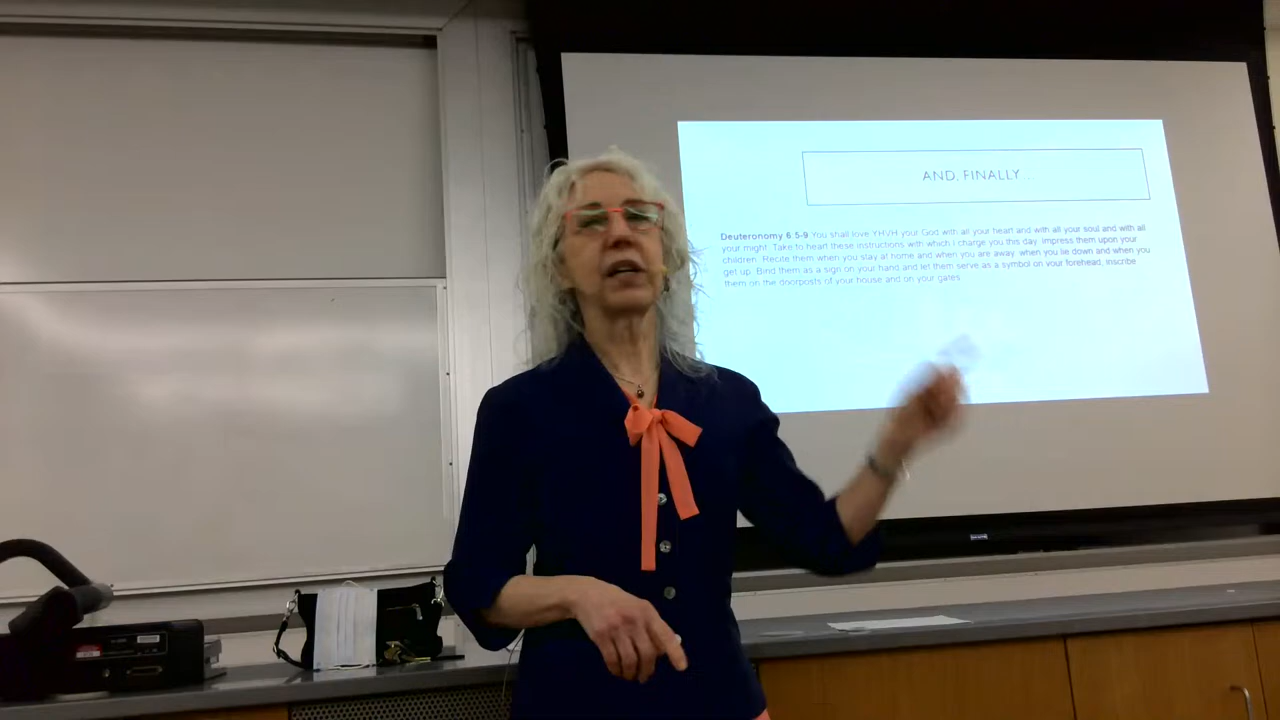 AND, FINALLY...
Deuteronomy 6.5-9 You shall love YHVH your God with all your heart and with all your soul and with all
your might. Take to heart these instructions with which I charge you this day. Impress them upon your
children. Recite them when you stay at home and when you are away, when you lie down and when you
get up. Bind them as a sign on your hand and let them serve as a symbol on your forehead, inscribe
them on the doorposts of your house and on your gates.